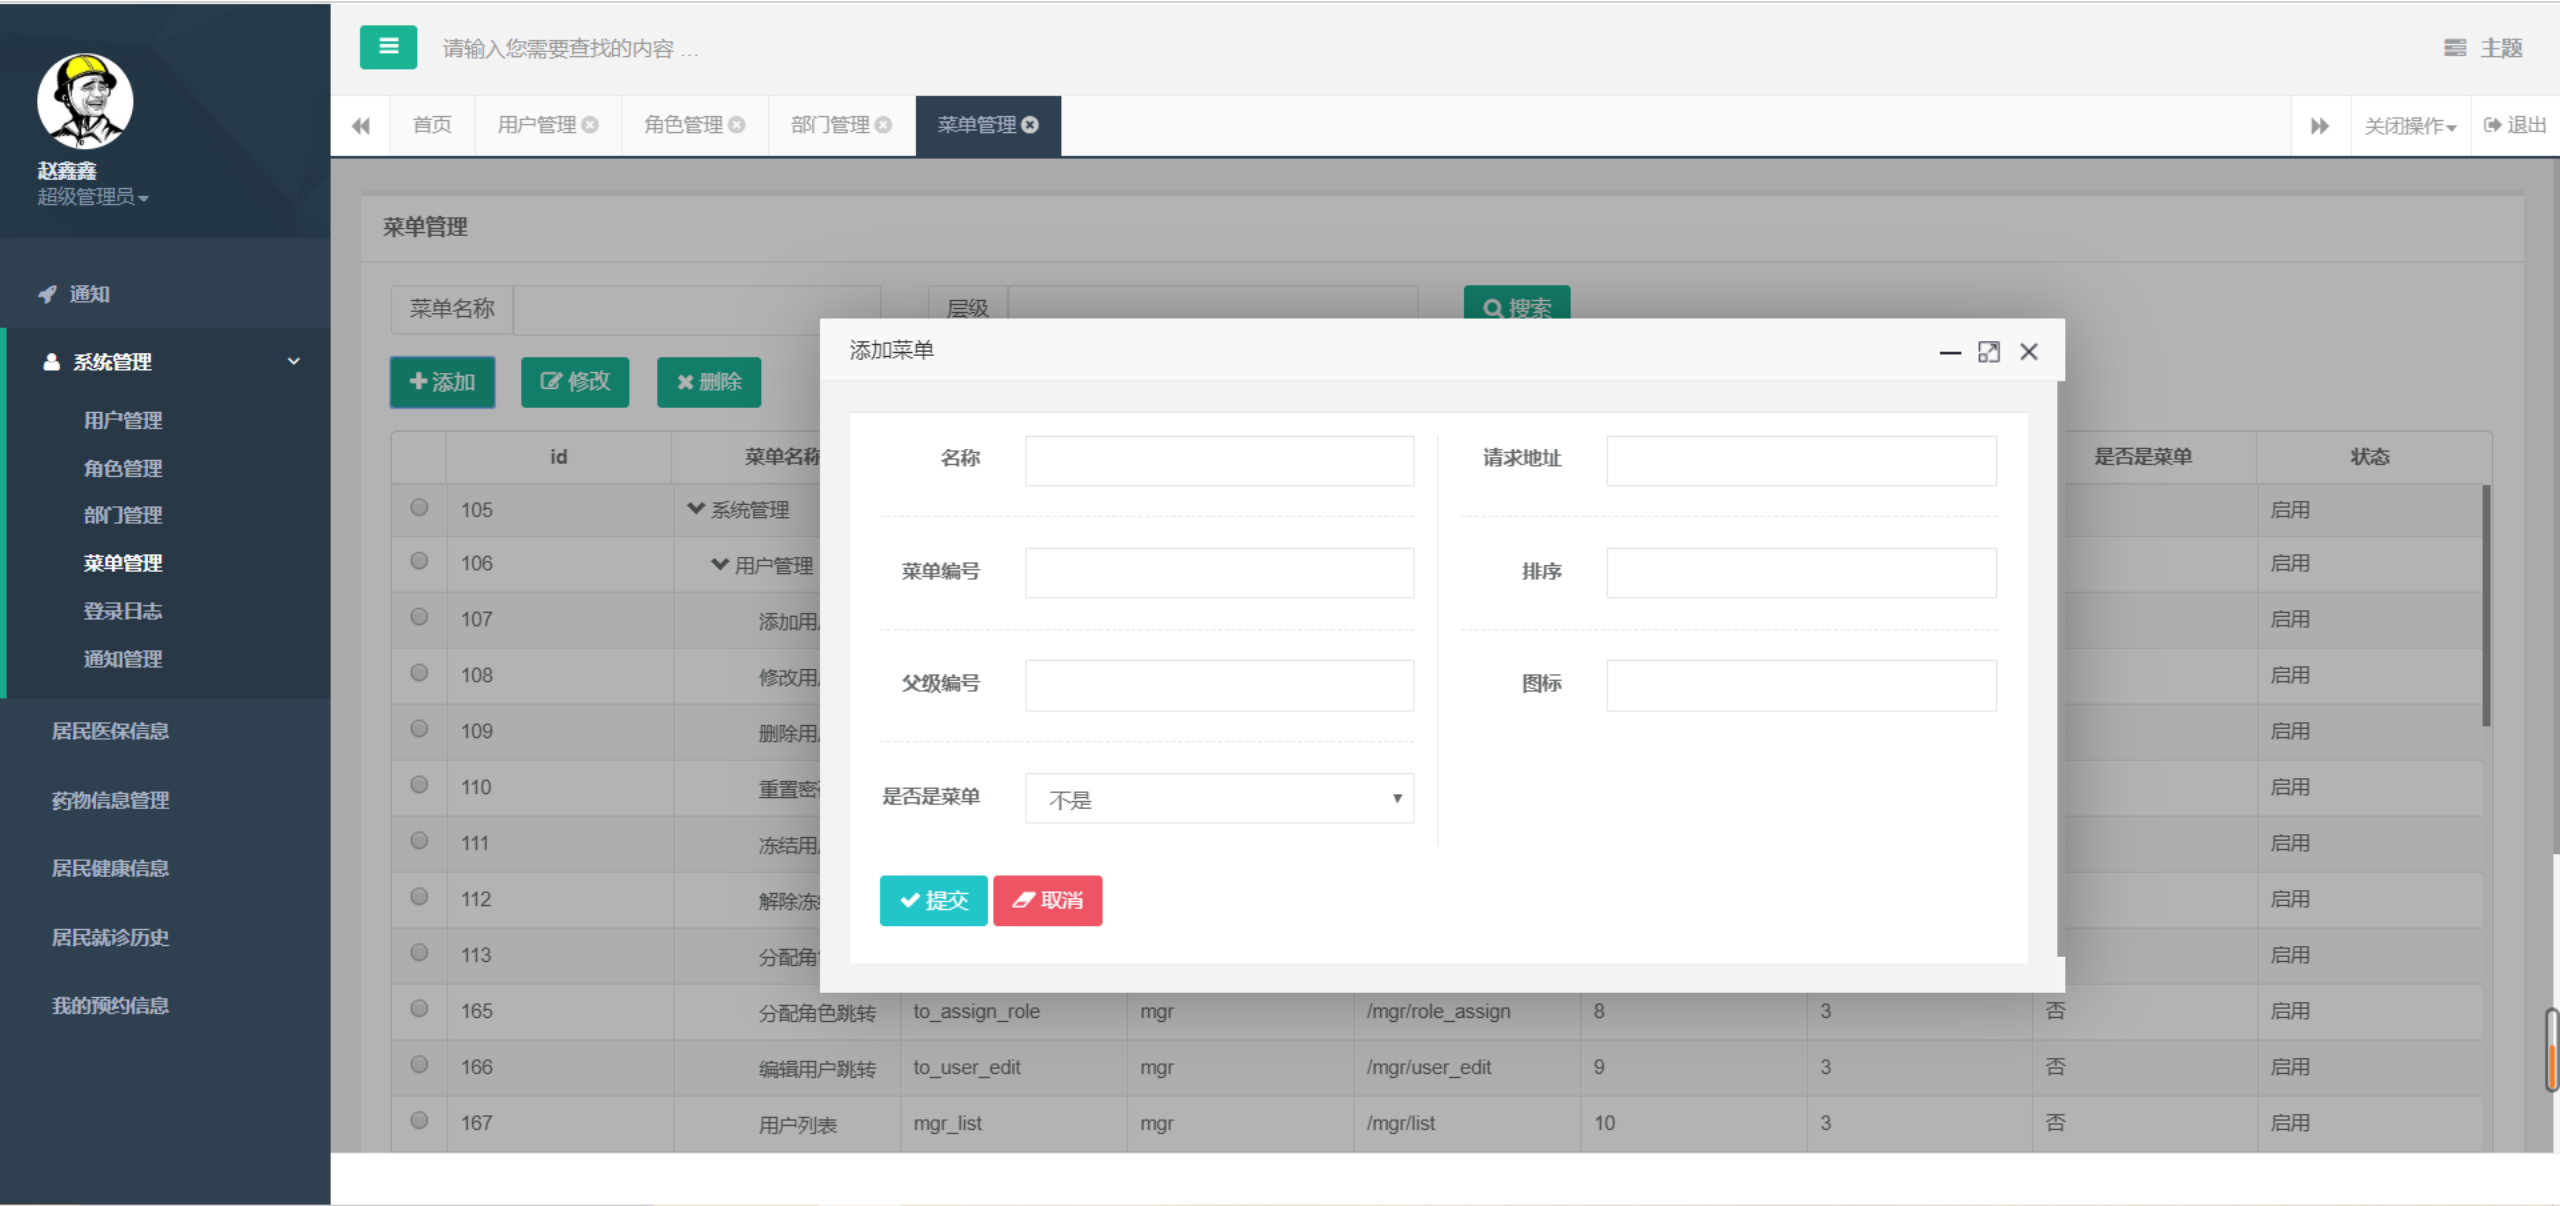 请输入您需要查找的内容 ...
主题
赵鑫鑫
超级管理员
首页
用户管理
角色管理
部门管理
菜单管理
关闭操作
退出
通知
系统管理
用户管理
角色管理
部门管理
菜单管理
登录日志
通知管理
居民医保信息
药物信息管理
居民健康信息
居民就诊历史
我的预约信息
菜单管理
菜单名称
层级
搜索
添加
修改
删除
添加菜单
名称
请求地址
菜单编号
排序
父级编号
图标
是否是菜单
不是
提交
取消
id 菜单名称 是否是菜单 状态
105 系统管理 启用
106 用户管理 启用
107 添加用 启用
108 修改用 启用
109 删除用 启用
110 重置密 启用
111 冻结用 启用
112 解除冻 启用
113 分配角 启用
165 分配角色跳转 to_assign_role mgr /mgr/role_assign 8 3 否 启用
166 编辑用户跳转 to_user_edit mgr /mgr/user_edit 9 3 否 启用
167 用户列表 mgr_list mgr /mgr/list 10 3 否 启用